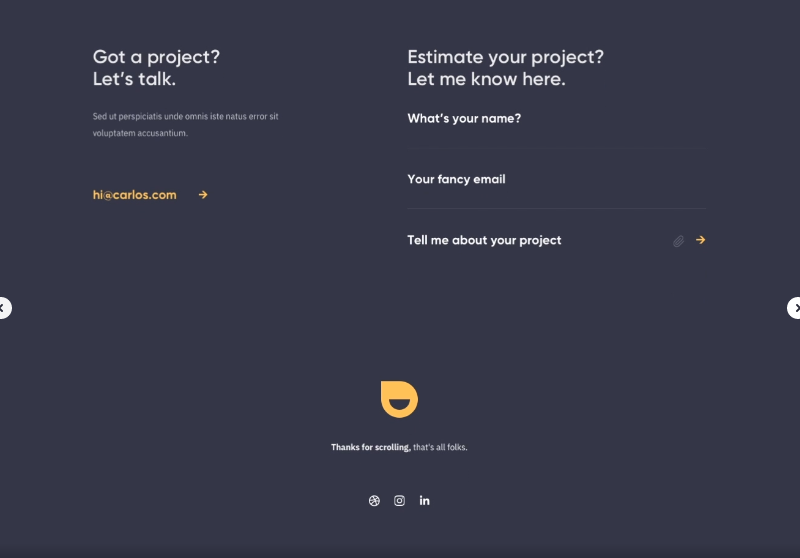 Got a project?
Let's talk.
Sed ut perspiciatis unde omnis iste natus error sit
voluptatem accusantium.
hi@carlos.com
Estimate your project?
Let me know here.
What's your name?
Your fancy email
Tell me about your project
Thanks for scrolling, that's all folks.
in